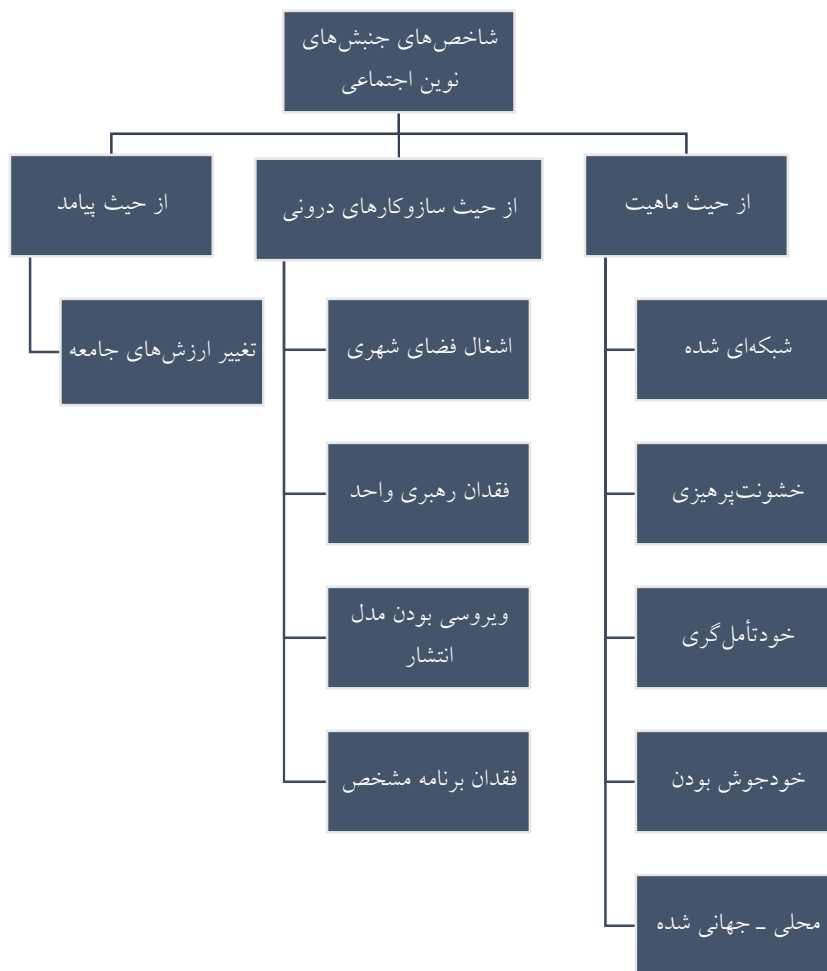 شاخص‌های جنبش‌های
نوین اجتماعی
از حیث ماهیت
از حیث سازوکارهای درونی
از حیث پیامد
شبکه‌ای شده
خشونت‌پرهیزی
خودتأمل‌گری
خودجوش بودن
محلی ـ جهانی شده
اشغال فضای شهری
فقدان رهبری واحد
ویروسی بودن مدل
انتشار
فقدان برنامه مشخص
تغییر ارزش‌های جامعه